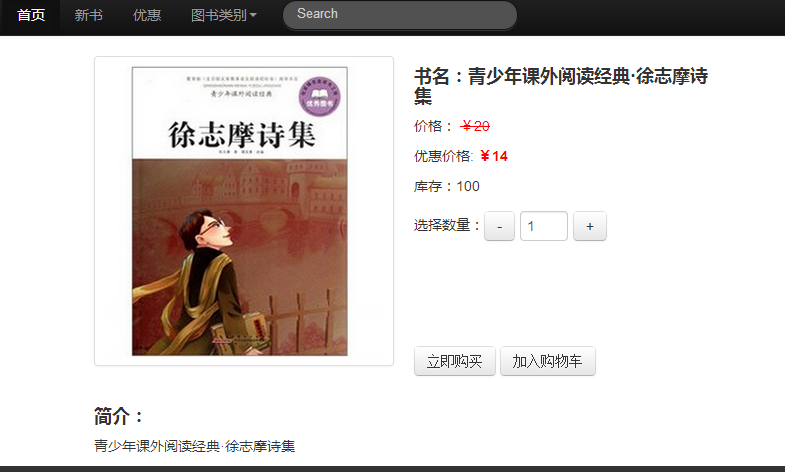 首页 新书 优惠 图书类别 Search
青少年课外阅读经典
优秀图书
徐志摩诗集
书名：青少年课外阅读经典·徐志摩诗
集
价格：￥20
优惠价格: ￥14
库存：100
选择数量： - 1 +
立即购买 加入购物车
简介：
青少年课外阅读经典·徐志摩诗集